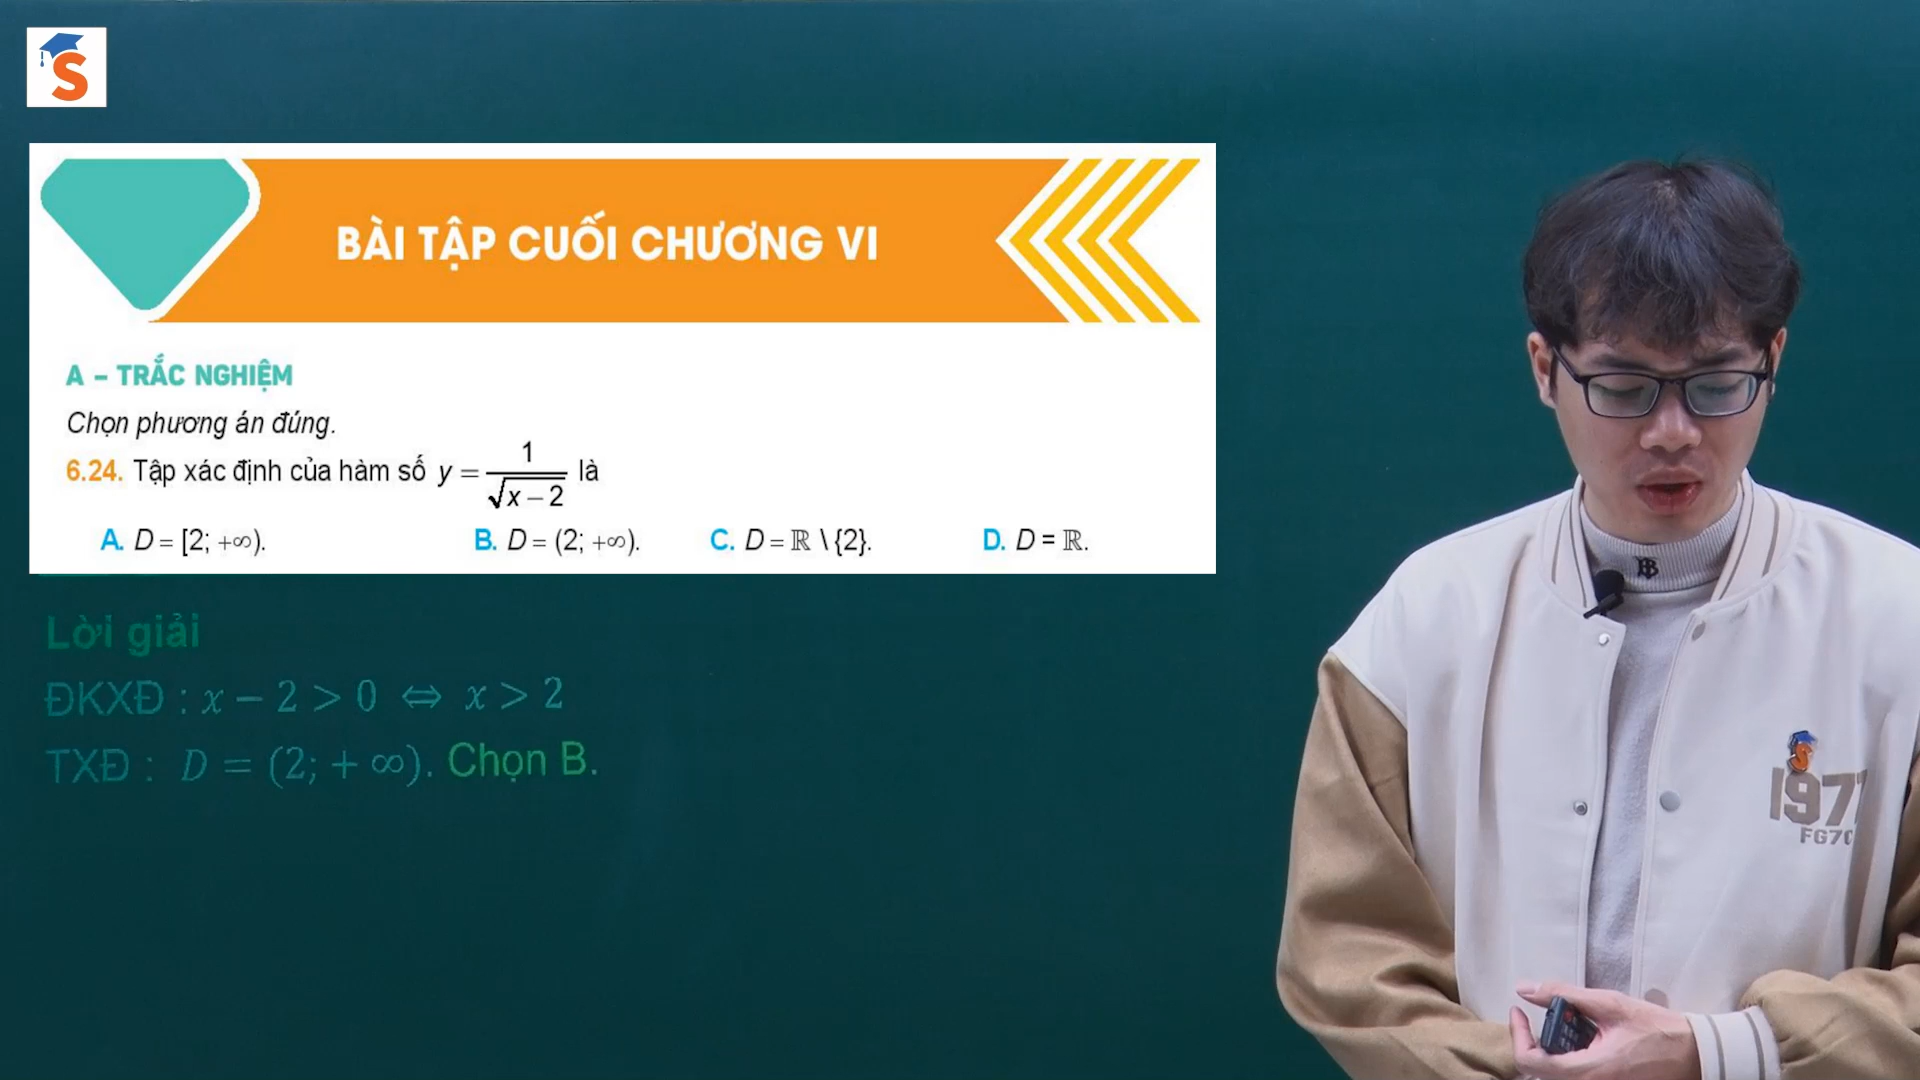 S
BÀI TẬP CUỐI CHƯƠNG VI
A – TRẮC NGHIỆM
Chọn phương án đúng.
6.24. Tập xác định của hàm số y = 1/√(x – 2) là
A. D = [2; +∞). B. D = (2; +∞). C. D = ℝ \ {2}. D. D = ℝ.
Lời giải
ĐKXĐ : x − 2 > 0 ⇔ x > 2
TXĐ : D = (2; + ∞). Chọn B.
B
S
1977